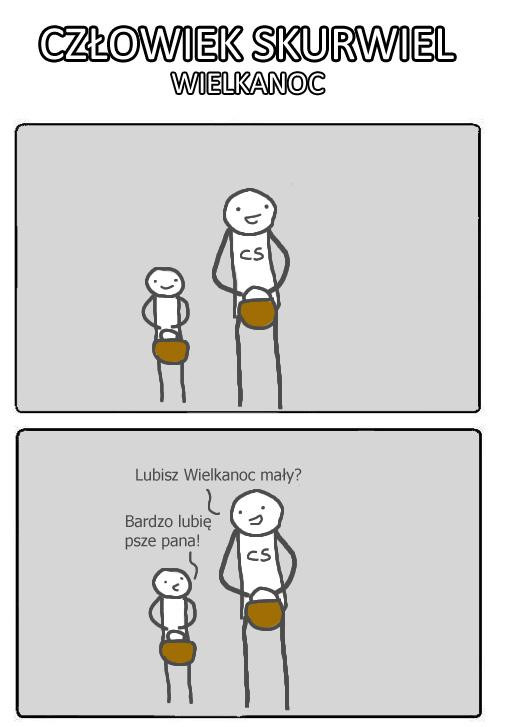 CZŁOWIEK SKURWIEL
WIELKANOC
CS
Lubisz Wielkanoc mały?
Bardzo lubię
psze pana!
CS